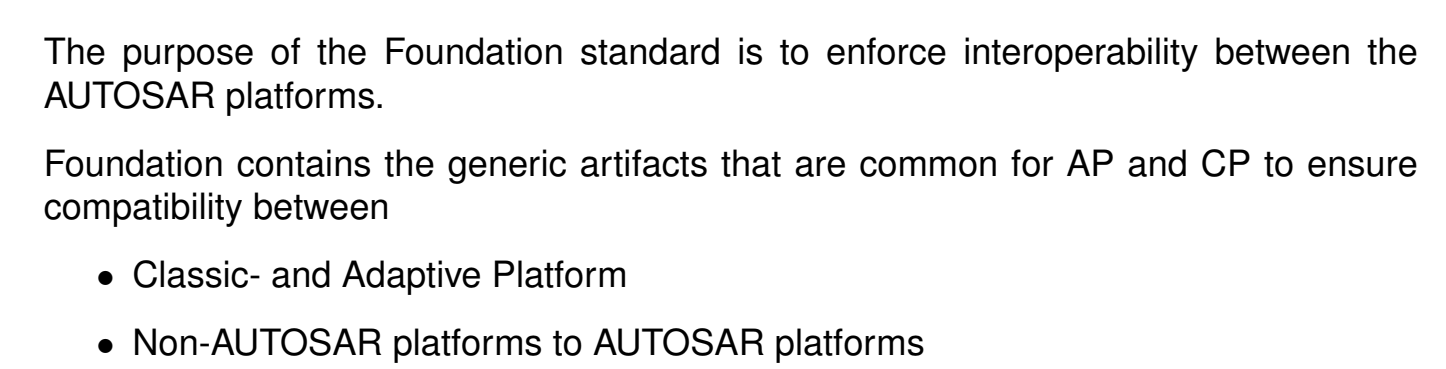 The purpose of the Foundation standard is to enforce interoperability between the
AUTOSAR platforms.
Foundation contains the generic artifacts that are common for AP and CP to ensure
compatibility between
• Classic- and Adaptive Platform
• Non-AUTOSAR platforms to AUTOSAR platforms